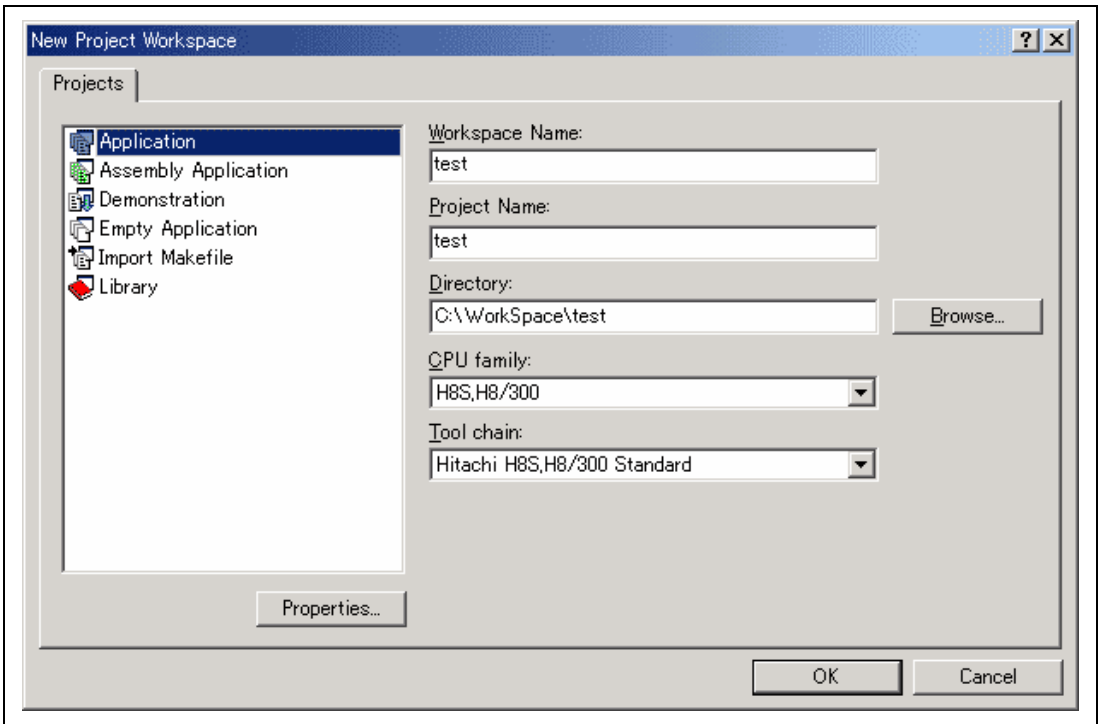 New Project Workspace
Projects
Application
Assembly Application
Demonstration
Empty Application
Import Makefile
Library
Properties...
Workspace Name:
test
Project Name:
test
Directory:
C:\WorkSpace\test
Browse...
CPU family:
H8S,H8/300
Tool chain:
Hitachi H8S,H8/300 Standard
OK
Cancel